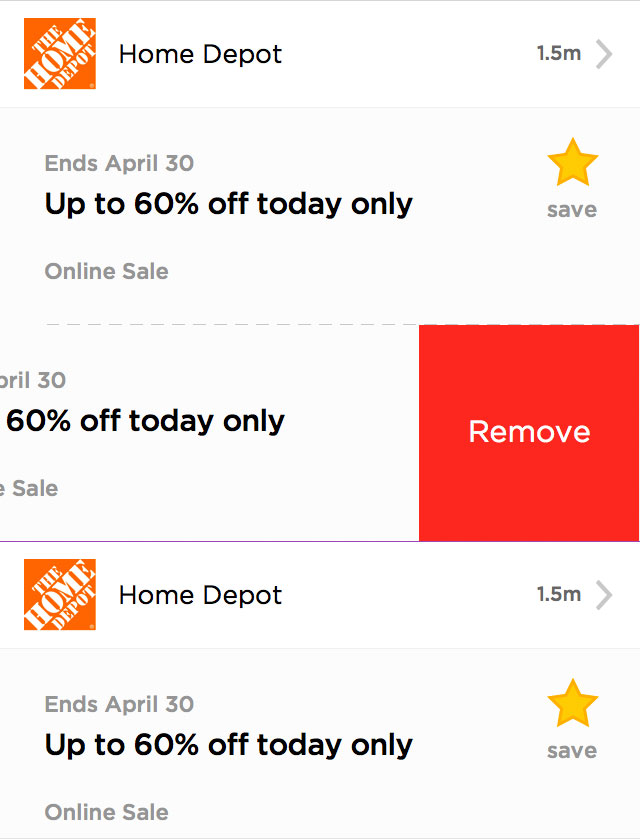 THE
HOME
DEPOT
Home Depot
1.5m
Ends April 30
Up to 60% off today only
save
Online Sale
pril 30
60% off today only
Remove
e Sale
THE
HOME
DEPOT
Home Depot
1.5m
Ends April 30
Up to 60% off today only
save
Online Sale